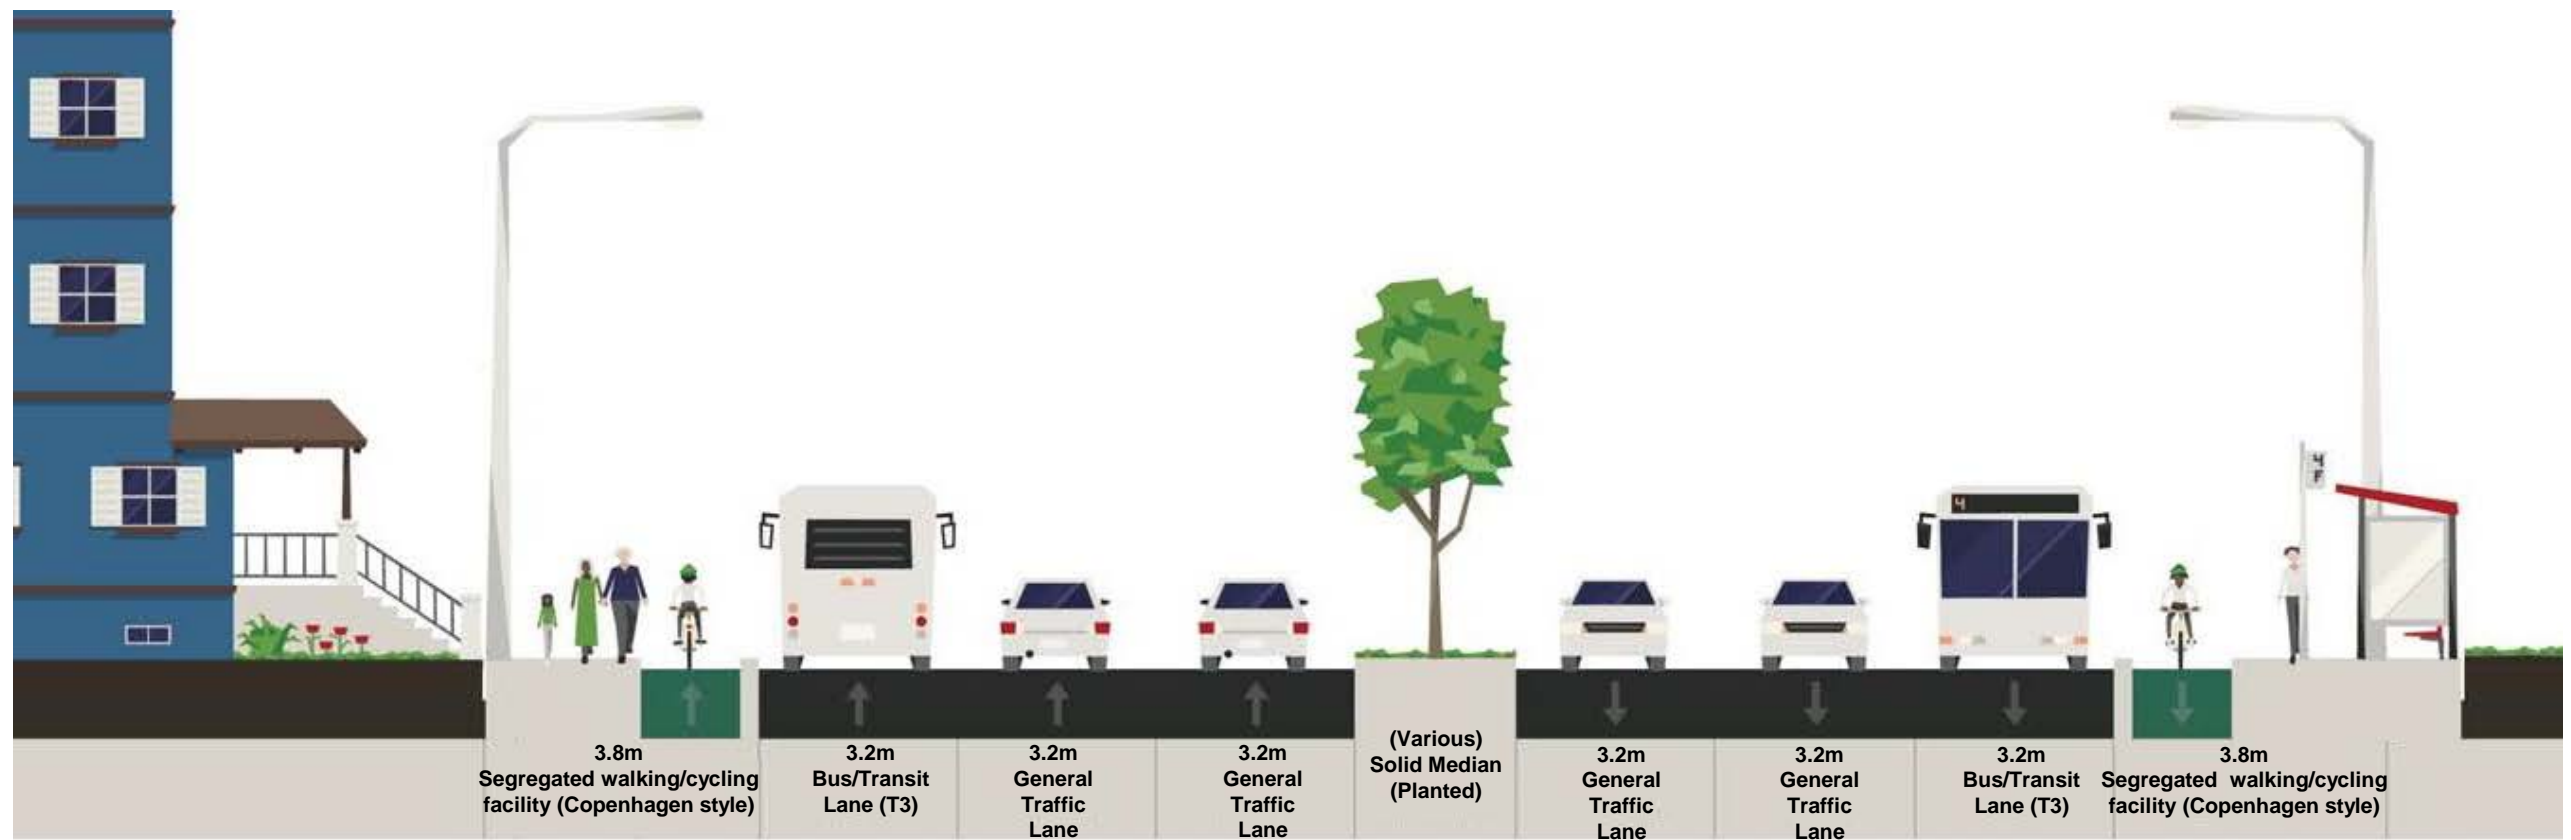 4
3.8m
Segregated walking/cycling
facility (Copenhagen style)
3.2m
Bus/Transit
Lane (T3)
3.2m
General
Traffic
Lane
3.2m
General
Traffic
Lane
(Various)
Solid Median
(Planted)
3.2m
General
Traffic
Lane
3.2m
General
Traffic
Lane
3.2m
Bus/Transit
Lane (T3)
3.8m
Segregated walking/cycling
facility (Copenhagen style)